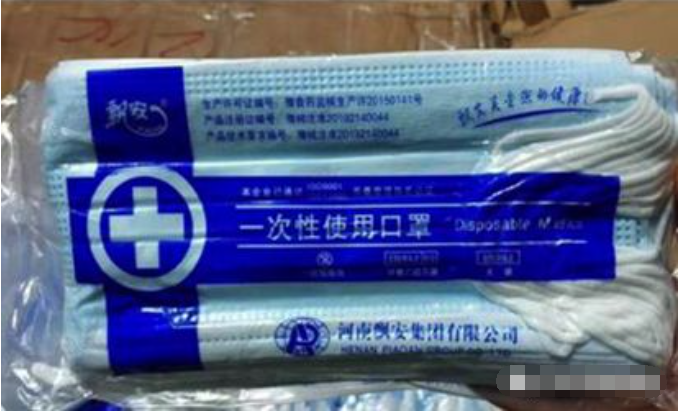 飘安
生产许可证编号：豫食药监械生产许20150141号
产品注册证编号：豫械注准20192140044
产品技术要求编号：豫械注准20192140044
飘安关爱您的健康
ISO9001
一次性使用口罩
Disposable Masks
河南飘安集团有限公司
HENAN PIAOAN GROUP CO., LTD